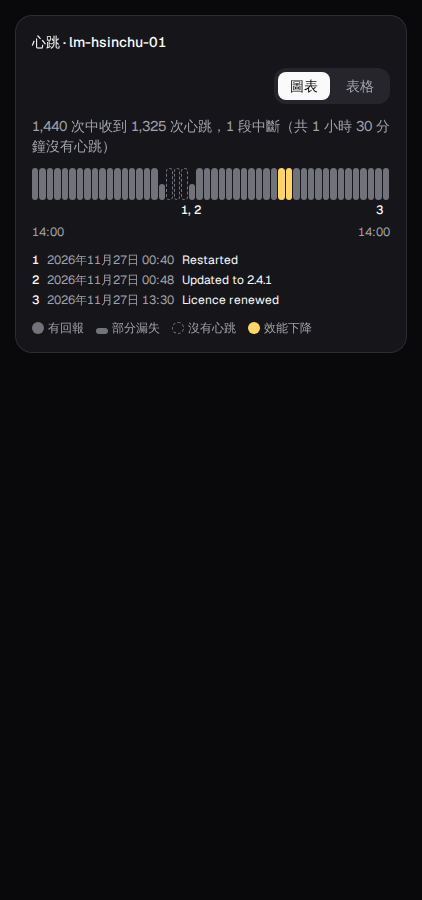 心跳 · lm-hsinchu-01
圖表 表格
1,440 次中收到 1,325 次心跳，1 段中斷（共 1 小時 30 分
鐘沒有心跳）
1, 2 3
14:00 14:00
1 2026年11月27日 00:40 Restarted
2 2026年11月27日 00:48 Updated to 2.4.1
3 2026年11月27日 13:30 Licence renewed
有回報 部分漏失 沒有心跳 效能下降